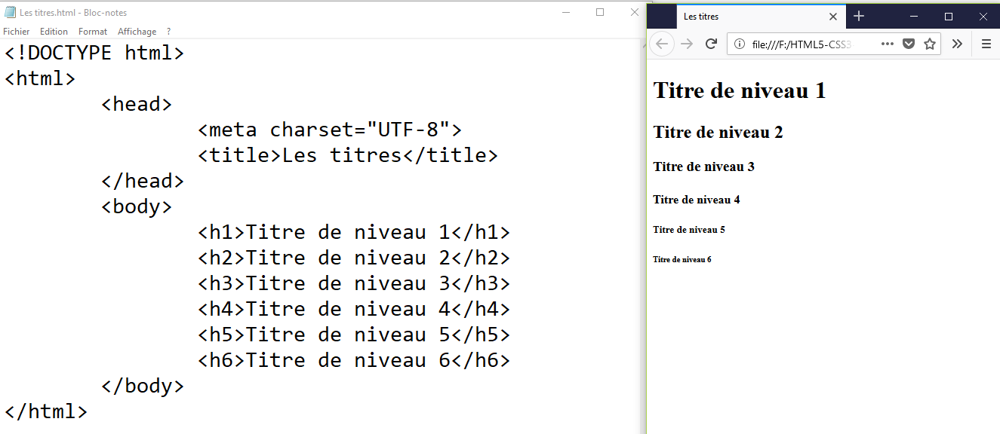 Les titres.html - Bloc-notes
Fichier Edition Format Affichage ?
<!DOCTYPE html>
<html>
<head>
<meta charset="UTF-8">
<title>Les titres</title>
</head>
<body>
<h1>Titre de niveau 1</h1>
<h2>Titre de niveau 2</h2>
<h3>Titre de niveau 3</h3>
<h4>Titre de niveau 4</h4>
<h5>Titre de niveau 5</h5>
<h6>Titre de niveau 6</h6>
</body>
</html>
Les titres
file:///F:/HTML5-CSS3
Titre de niveau 1
Titre de niveau 2
Titre de niveau 3
Titre de niveau 4
Titre de niveau 5
Titre de niveau 6